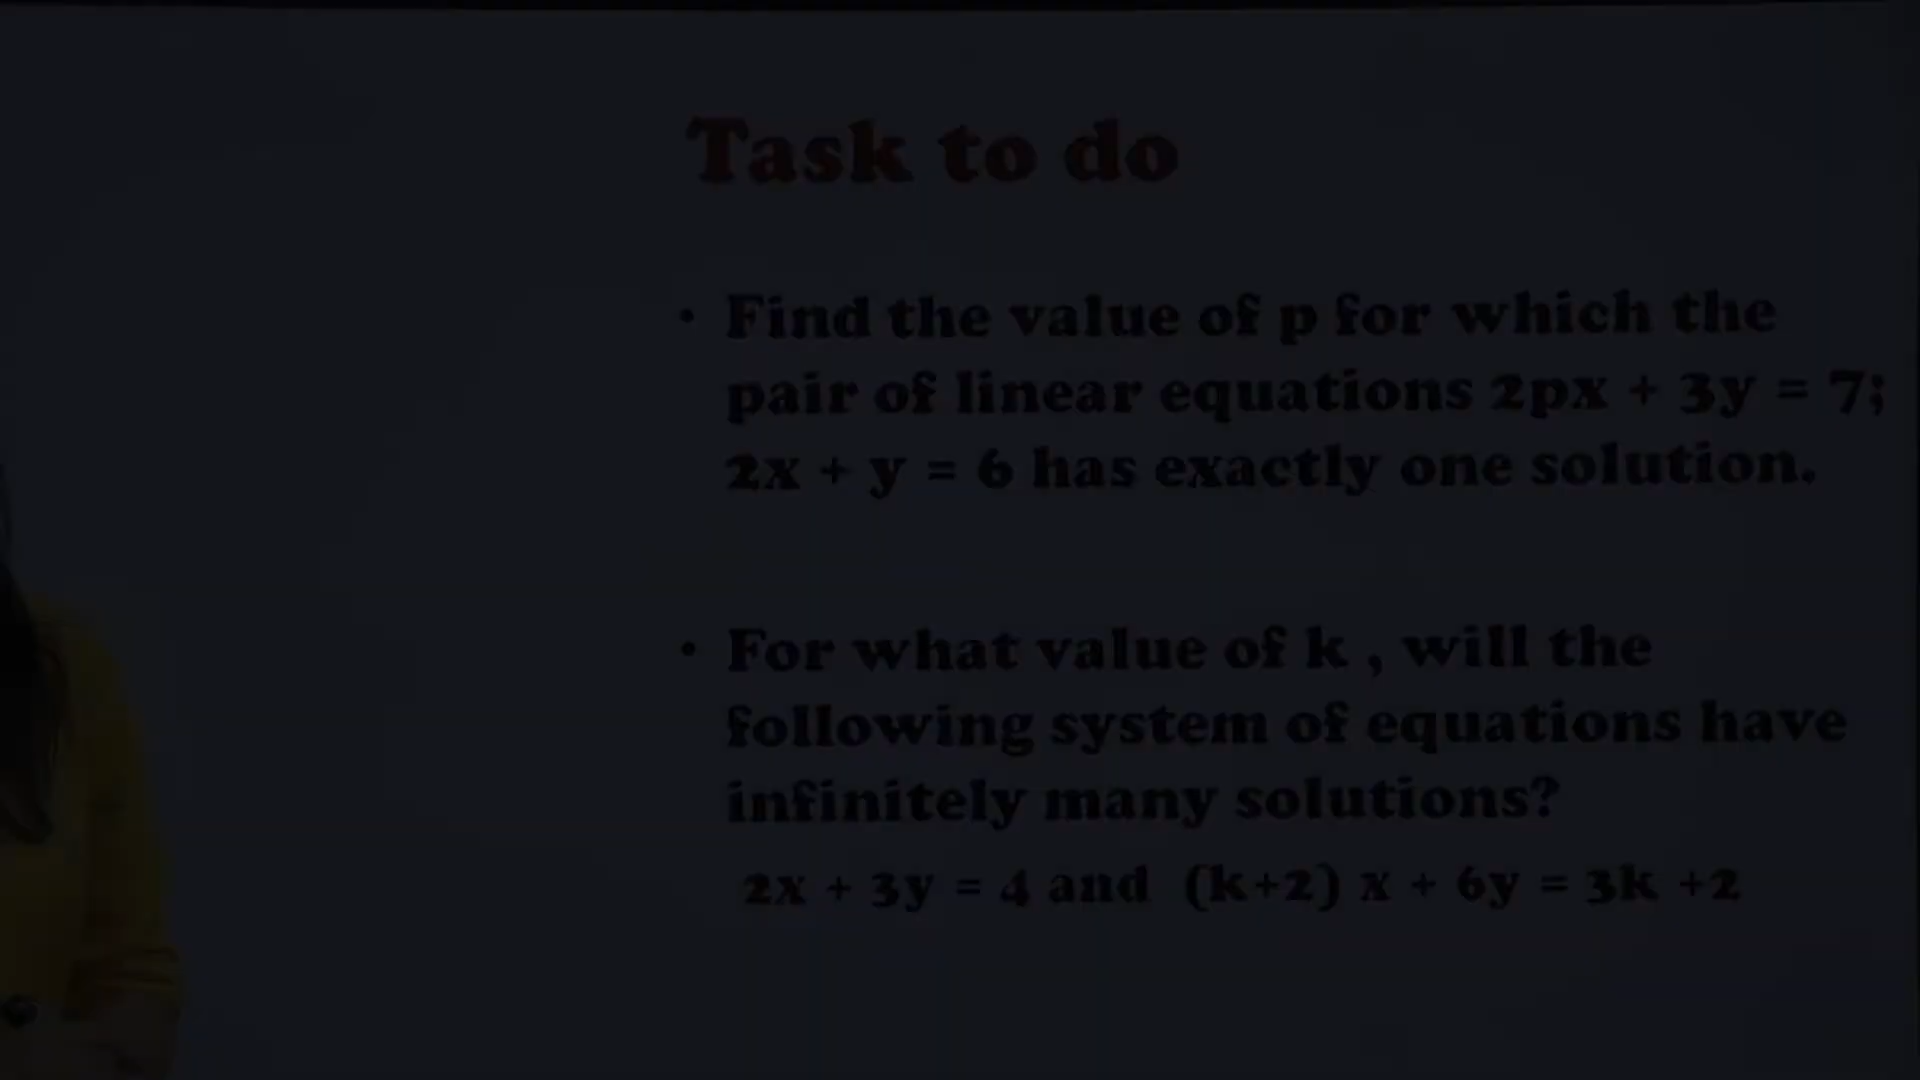 Task to do
• Find the value of p for which the
pair of linear equations 2px + 3y = 7;
2x + y = 6 has exactly one solution.
• For what value of k , will the
following system of equations have
infinitely many solutions?
2x + 3y = 4 and (k+2) x + 6y = 3k +2